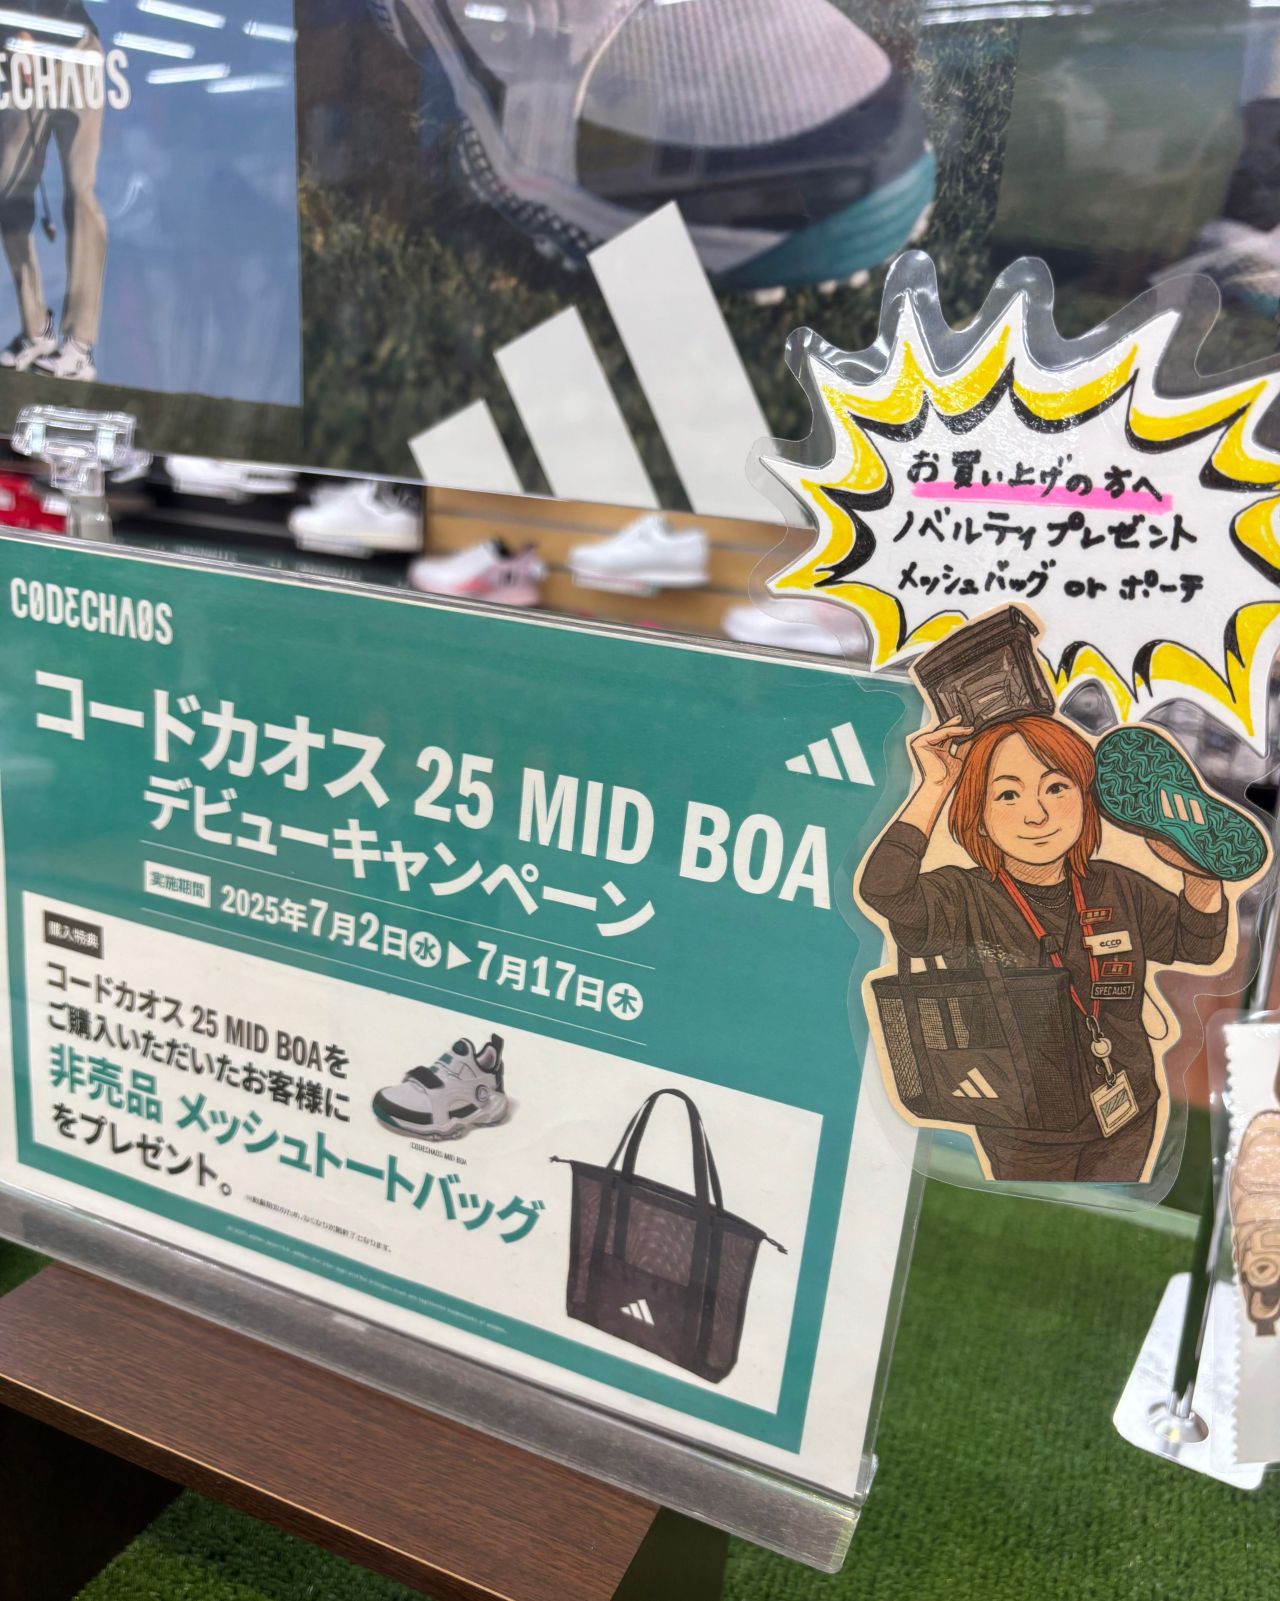 ECHAOS
お買い上げの方へ
ノベルティプレゼント
メッシュバッグ or ポーチ
CODECHAOS
コードカオス 25 MID BOA
デビューキャンペーン
実施期間 2025年7月2日水▶7月17日木
購入特典
コードカオス 25 MID BOAを
ご購入いただいたお客様に
非売品 メッシュトートバッグ
をプレゼント。
CODECHAOS MID BOA
ecco
SPECIALIST